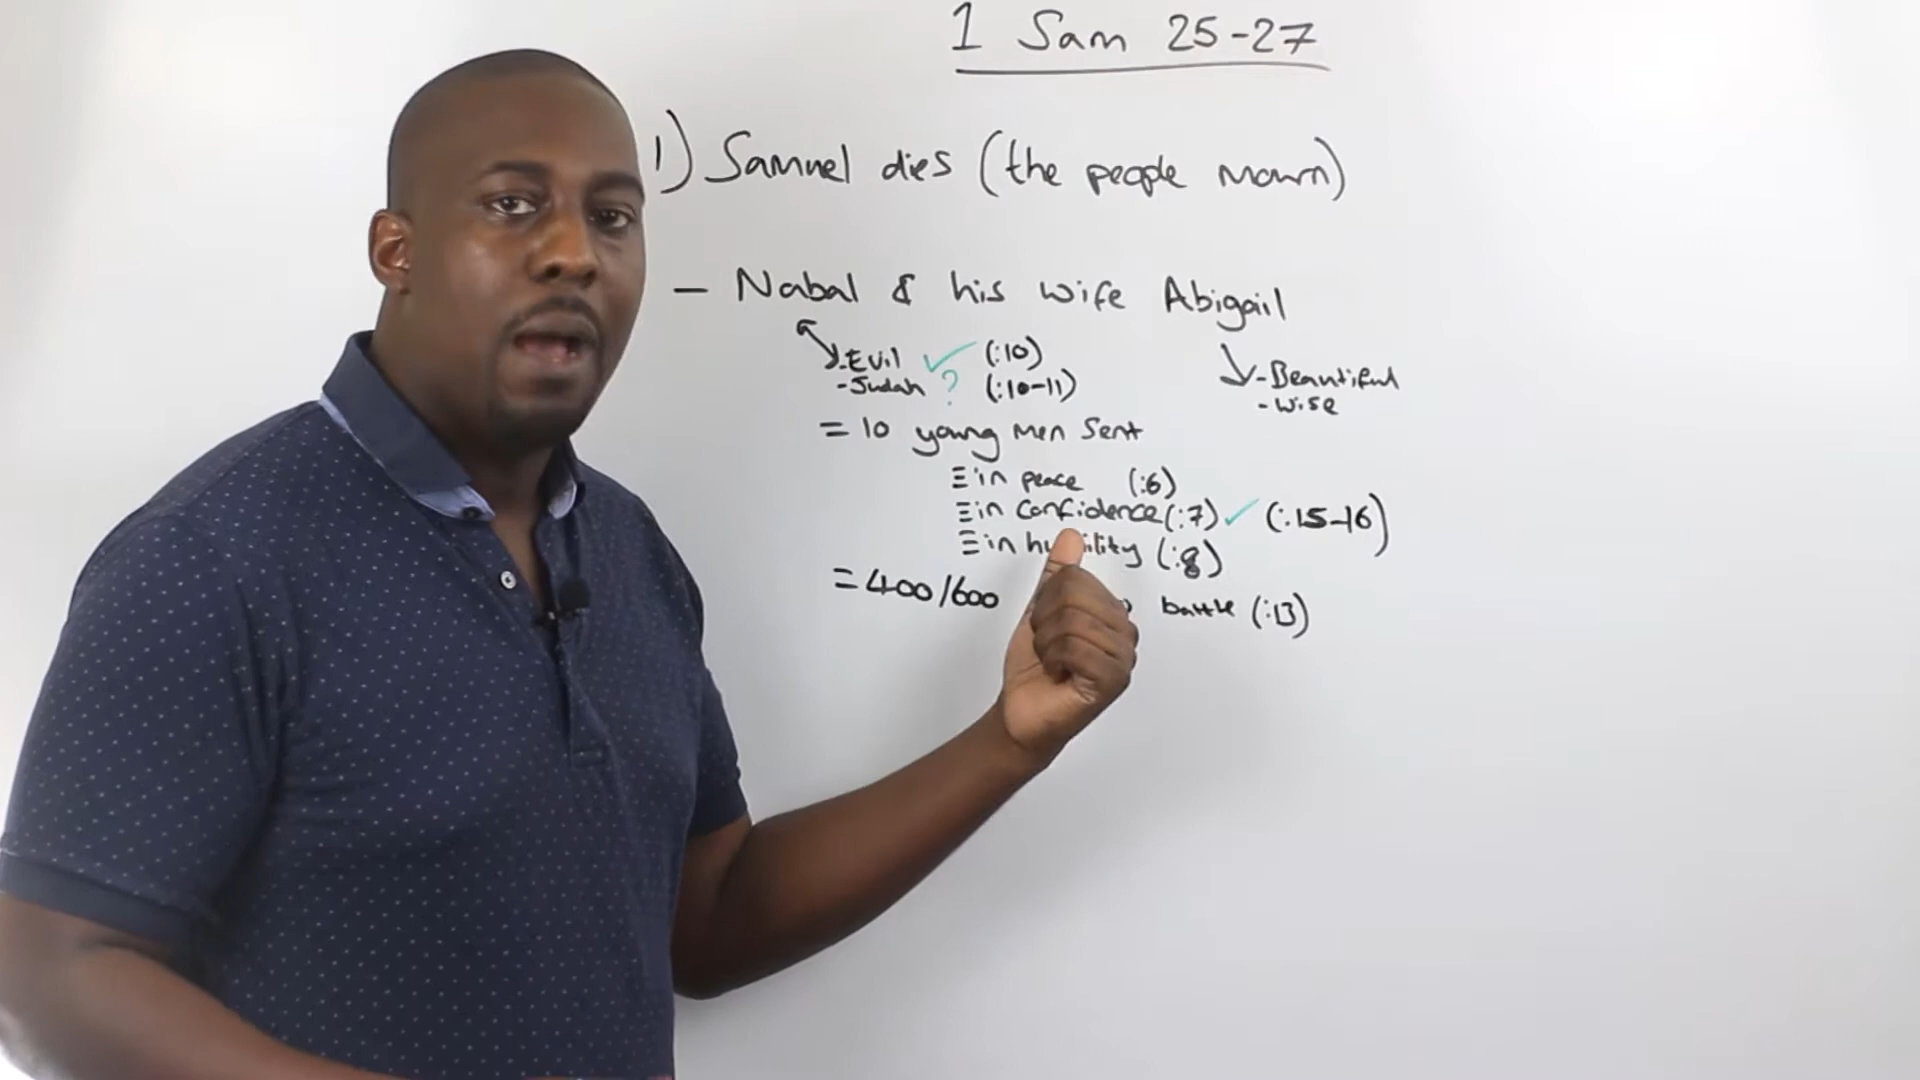 1 Sam 25-27
1) Samuel dies (the people mourn)
- Nabal & his wife Abigail
- Evil ✓ (:10)
- Judah ? (:10-11)
- Beautiful
- Wise
= 10 young men sent
≡ in peace (:6)
≡ in confidence (:7) ✓ (:15-16)
≡ in humility (:8)
= 400/600 battle (:13)